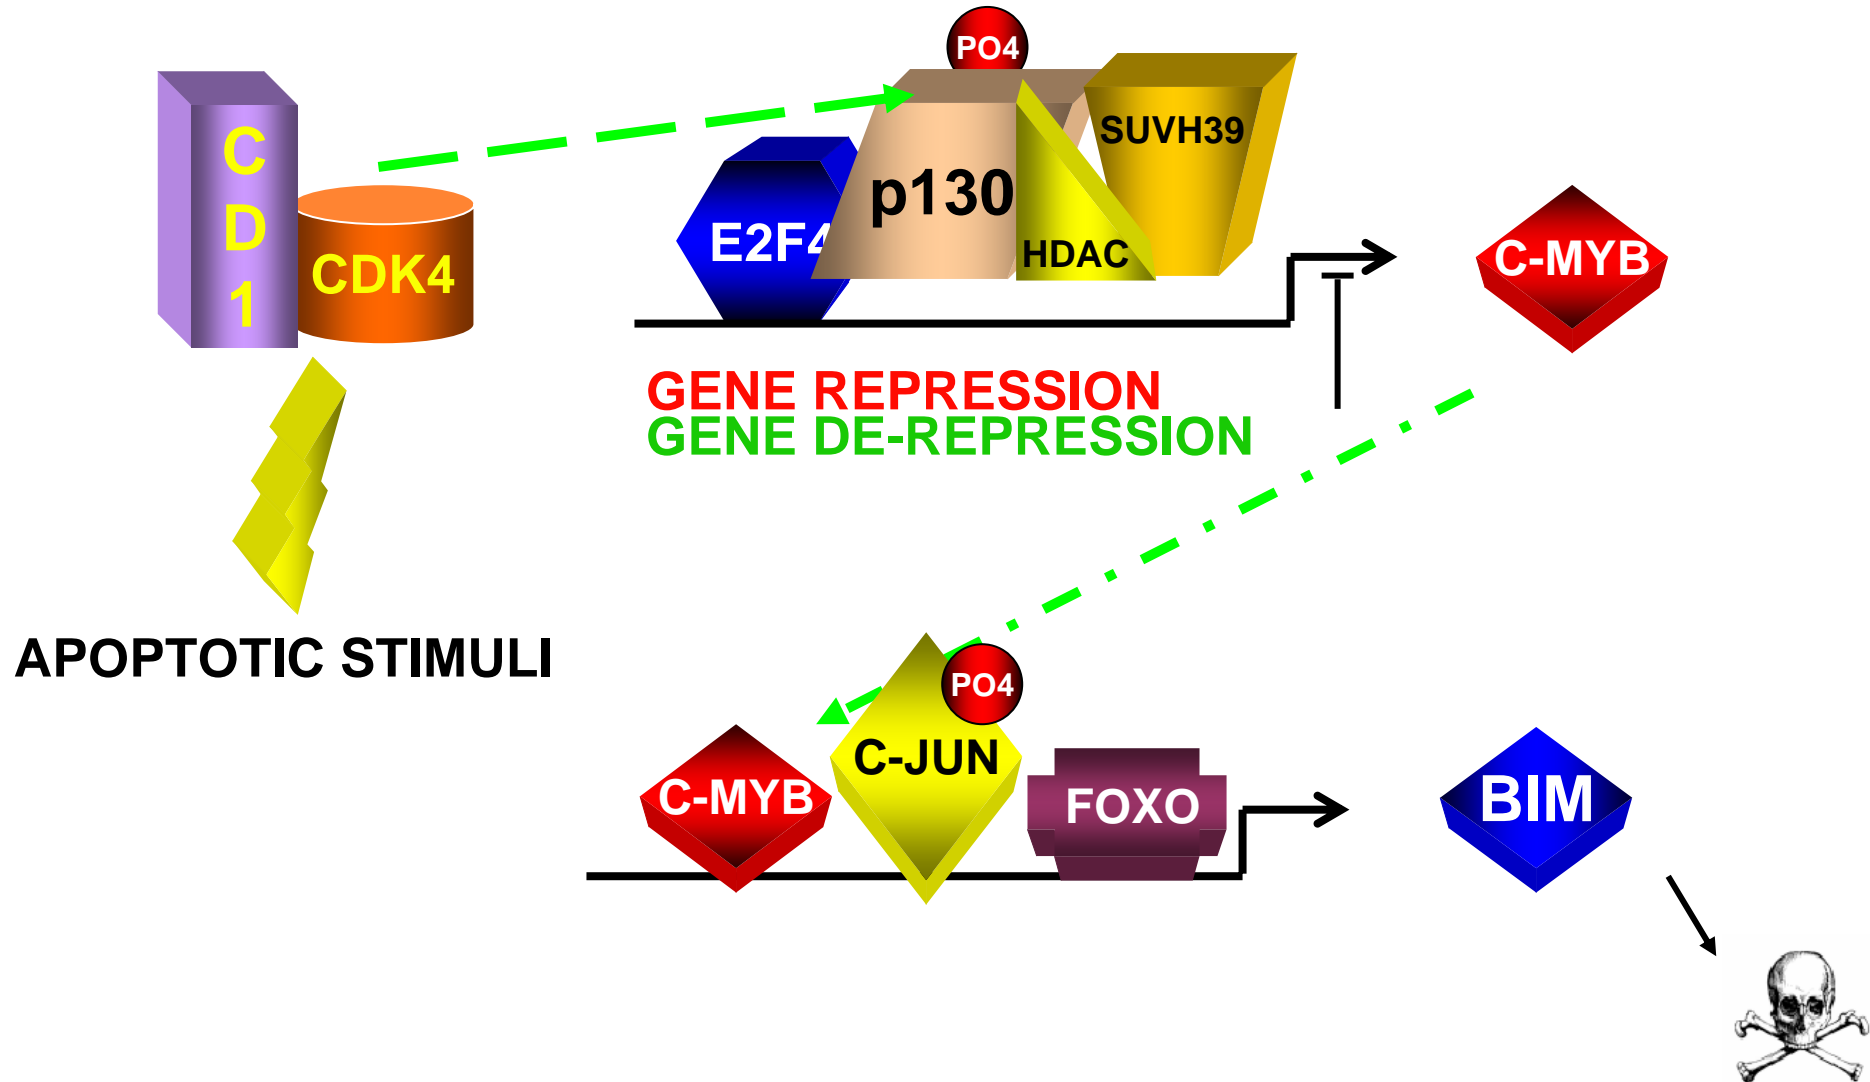 PO4
C
D
1
CDK4
E2F4
p130
HDAC
SUVH39
C-MYB
GENE REPRESSION
GENE DE-REPRESSION
APOPTOTIC STIMULI
C-MYB
C-JUN
PO4
FOXO
BIM